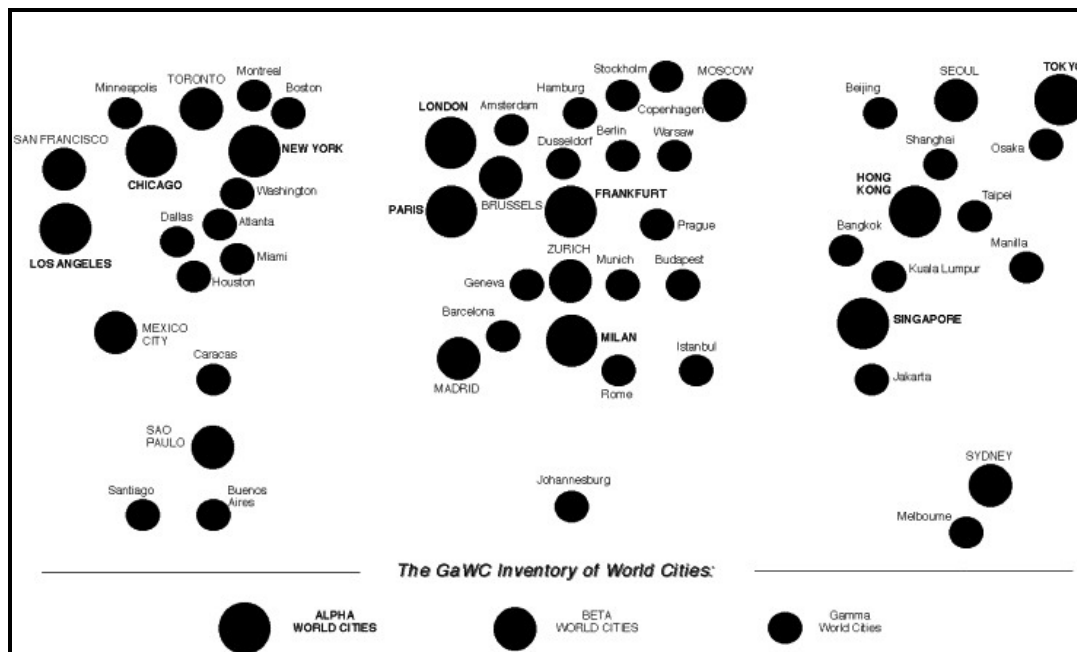 Minneapolis
TORONTO
Montreal
Boston
SAN FRANCISCO
CHICAGO
NEW YORK
Washington
LOS ANGELES
Dallas
Atlanta
Miami
Houston
MEXICO
CITY
Caracas
SAO
PAULO
Santiago
Buenos
Aires
LONDON
Amsterdam
Hamburg
Stockholm
Copenhagen
MOSCOW
Dusseldorf
Berlin
Warsaw
PARIS
BRUSSELS
FRANKFURT
Prague
ZURICH
Geneva
Munich
Budapest
Barcelona
MILAN
Istanbul
MADRID
Rome
Johannesburg
Beijing
SEOUL
TOKYO
Shanghai
Osaka
HONG
KONG
Taipei
Bangkok
Manilla
Kuala Lumpur
SINGAPORE
Jakarta
SYDNEY
Melbourne
The GaWC Inventory of World Cities:
ALPHA
WORLD CITIES
BETA
WORLD CITIES
Gamma
World Cities